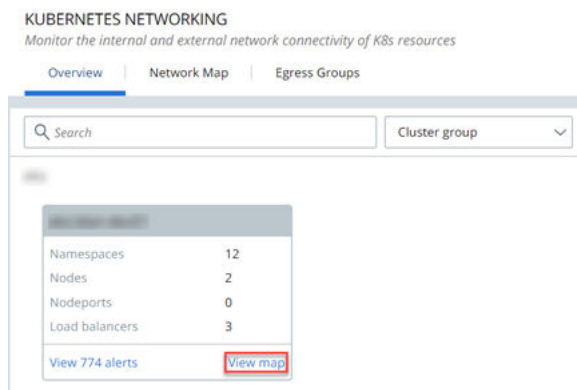 KUBERNETES NETWORKING
Monitor the internal and external network connectivity of K8s resources
Overview Network Map Egress Groups
Search Cluster group
Namespaces 12
Nodes 2
Nodeports 0
Load balancers 3
View 774 alerts View map